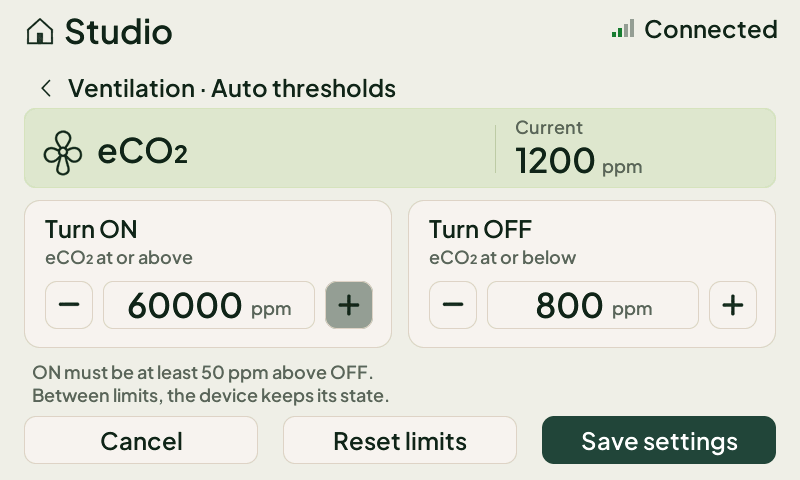 Studio
Connected
Ventilation · Auto thresholds
eCO₂
Current
1200 ppm
Turn ON
eCO₂ at or above
− 60000 ppm +
Turn OFF
eCO₂ at or below
− 800 ppm +
ON must be at least 50 ppm above OFF.
Between limits, the device keeps its state.
Cancel
Reset limits
Save settings